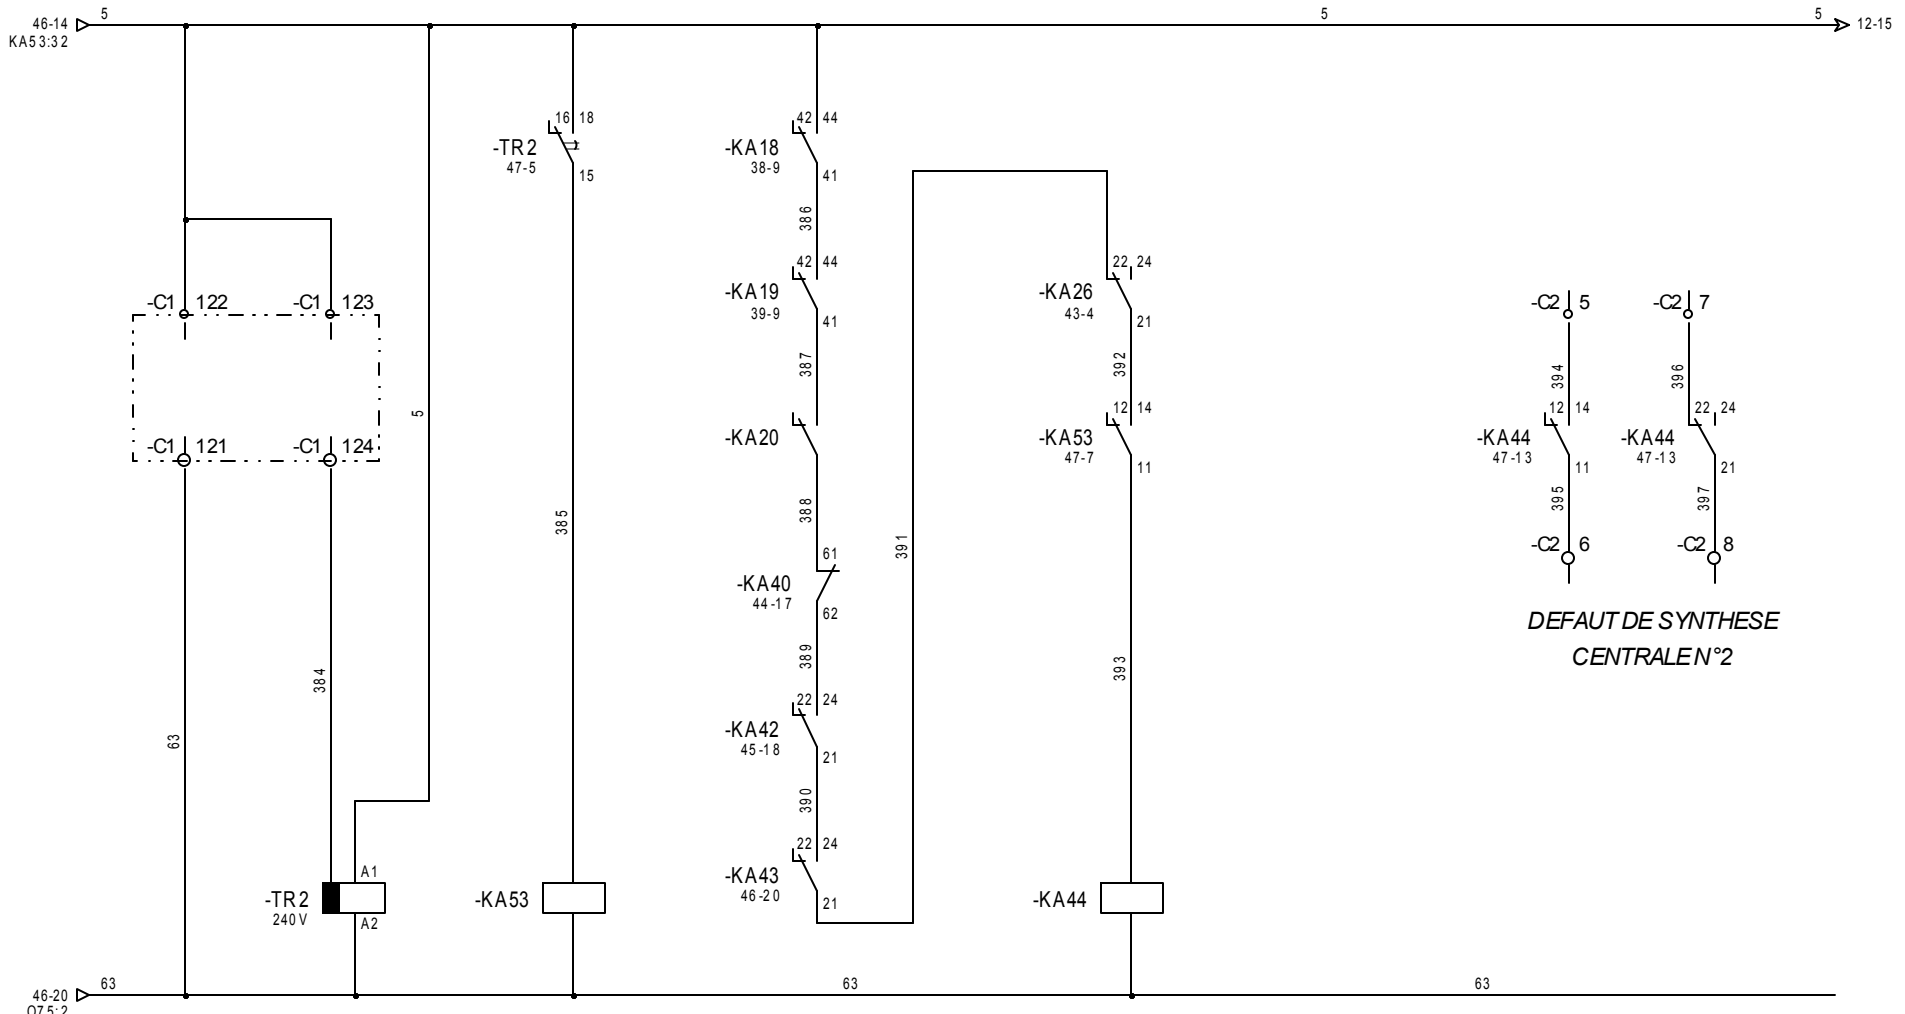 46-14
KA53:32
5
5
5
12-15
16 18
-TR2
47-5
15
42 44
-KA18
38-9
41
386
42 44
-KA19
39-9
41
387
-KA20
388
61
-KA40
44-17
62
389
22 24
-KA42
45-18
21
390
22 24
-KA43
46-20
21
391
22 24
-KA26
43-4
21
392
12 14
-KA53
47-7
11
393
-KA44
-C1 122
-C1 123
-C1 121
-C1 124
5
384
63
385
A1
-TR2
240V
A2
-KA53
-C2 5
-C2 7
394
396
12 14
-KA44
47-13
11
22 24
-KA44
47-13
21
395
397
-C2 6
-C2 8
DEFAUT DE SYNTHESE
CENTRALE N°2
46-20
63
63
63